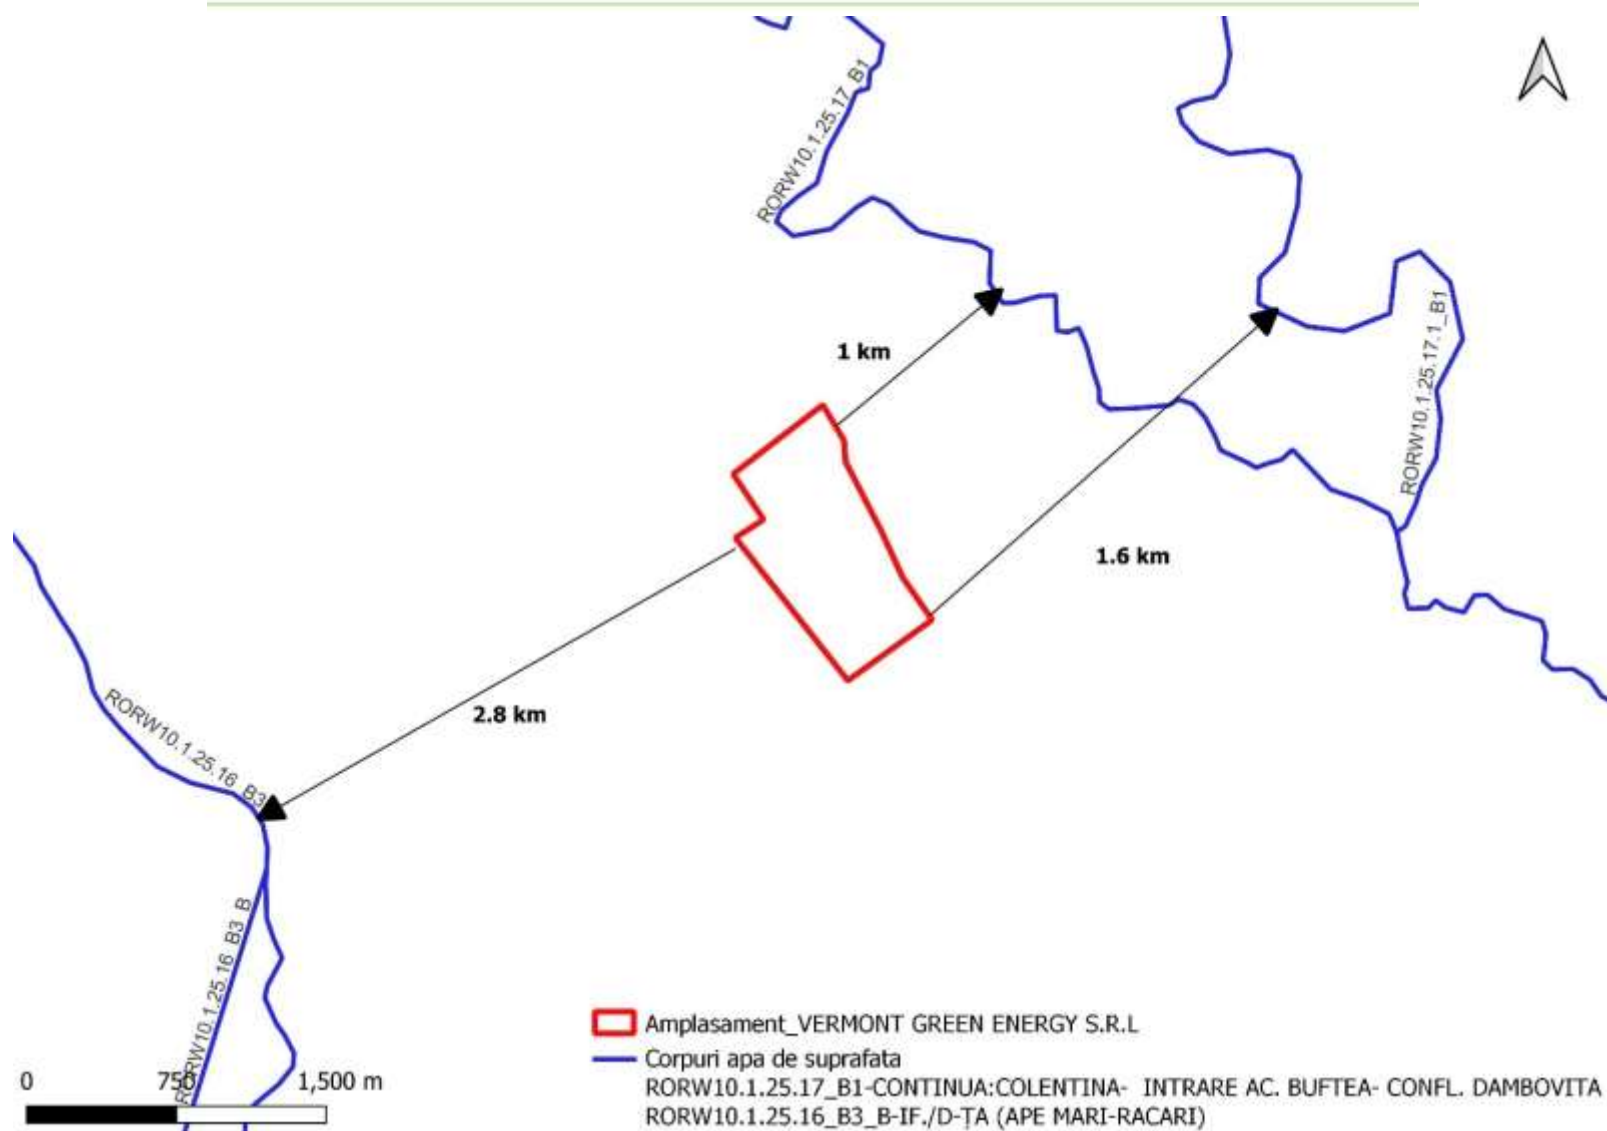 RORW10.1.25.17_B1
1 km
RORW10.1.25.17.1_B1
1.6 km
2.8 km
RORW10.1.25.16_B3
RORW10.1.25.16_B3_B
0 750 1,500 m
Amplasament_VERMONT GREEN ENERGY S.R.L
Corpuri apa de suprafata
RORW10.1.25.17_B1-CONTINUA:COLENTINA- INTRARE AC. BUFTEA- CONFL. DAMBOVITA
RORW10.1.25.16_B3_B-IF./D-ȚA (APE MARI-RACARI)